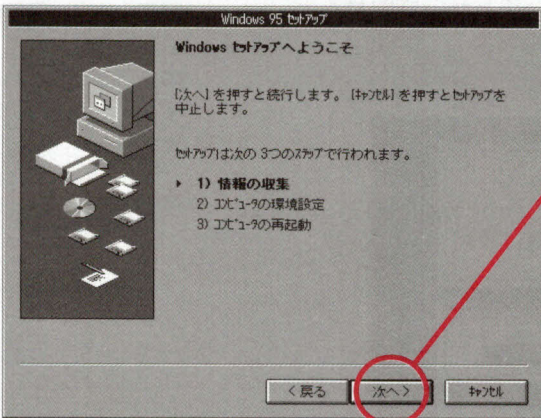 Windows 95 ｾｯﾄｱｯﾌﾟ
Windows ｾｯﾄｱｯﾌﾟへようこそ
[次へ] を押すと続行します。 [ｷｬﾝｾﾙ] を押すとｾｯﾄｱｯﾌﾟを
中止します。
ｾｯﾄｱｯﾌﾟは次の 3つのｽﾃｯﾌﾟで行われます。
1) 情報の収集
2) ｺﾝﾋﾟｭｰﾀの環境設定
3) ｺﾝﾋﾟｭｰﾀの再起動
< 戻る 次へ > ｷｬﾝｾﾙ